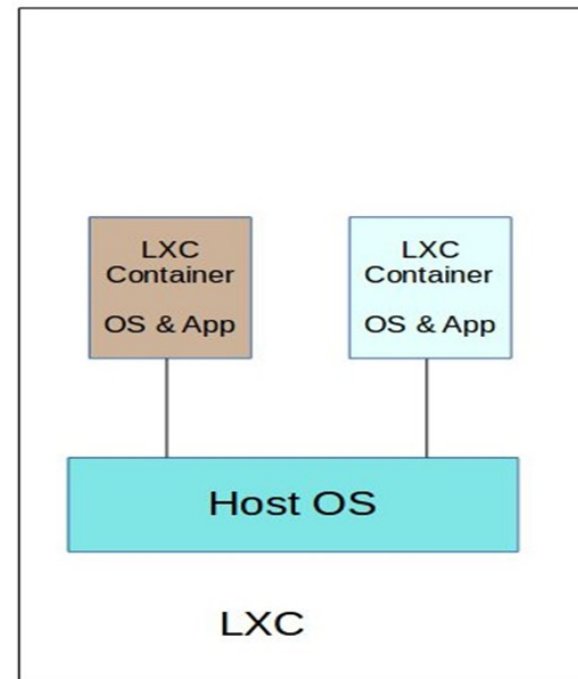 LXC
Container
OS & App
LXC
Container
OS & App
Host OS
LXC